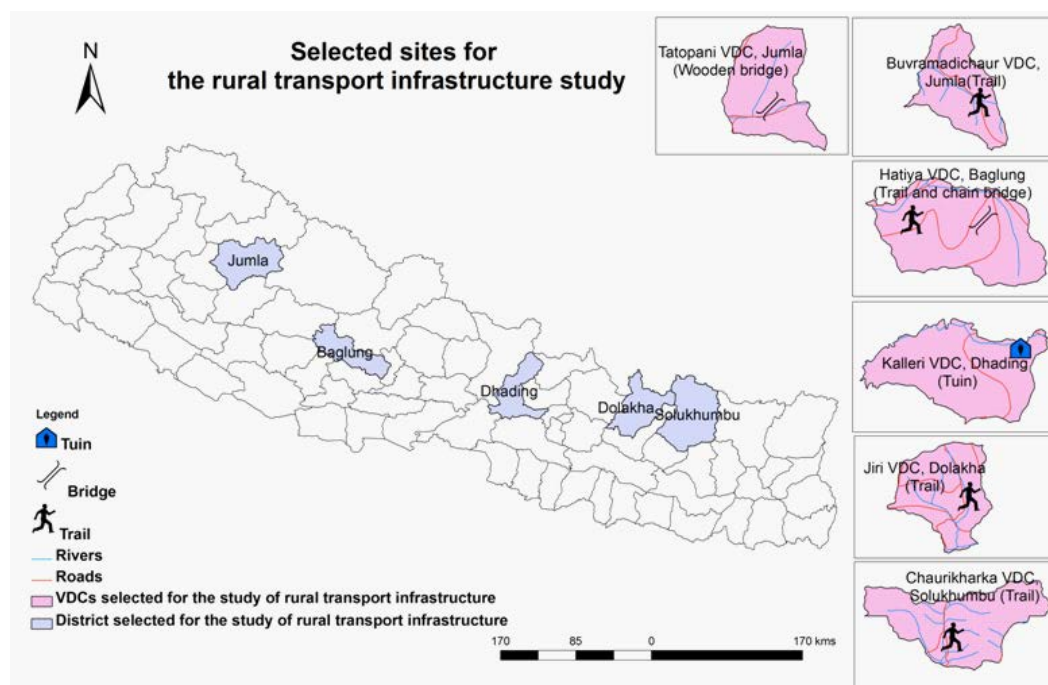 Selected sites for
the rural transport infrastructure study
N
Tatopani VDC, Jumla
(Wooden bridge)
Buvramadichaur VDC,
Jumla(Trail)
Hatiya VDC, Baglung
(Trail and chain bridge)
Kalleri VDC, Dhading
(Tuin)
Jiri VDC, Dolakha
(Trail)
Chaurikharka VDC,
Solukhumbu (Trail)
Jumla
Baglung
Dhading
Dolakha
Solukhumbu
Legend
Tuin
Bridge
Trail
Rivers
Roads
VDCs selected for the study of rural transport infrastructure
District selected for the study of rural transport infrastructure
170 85 0 170 kms